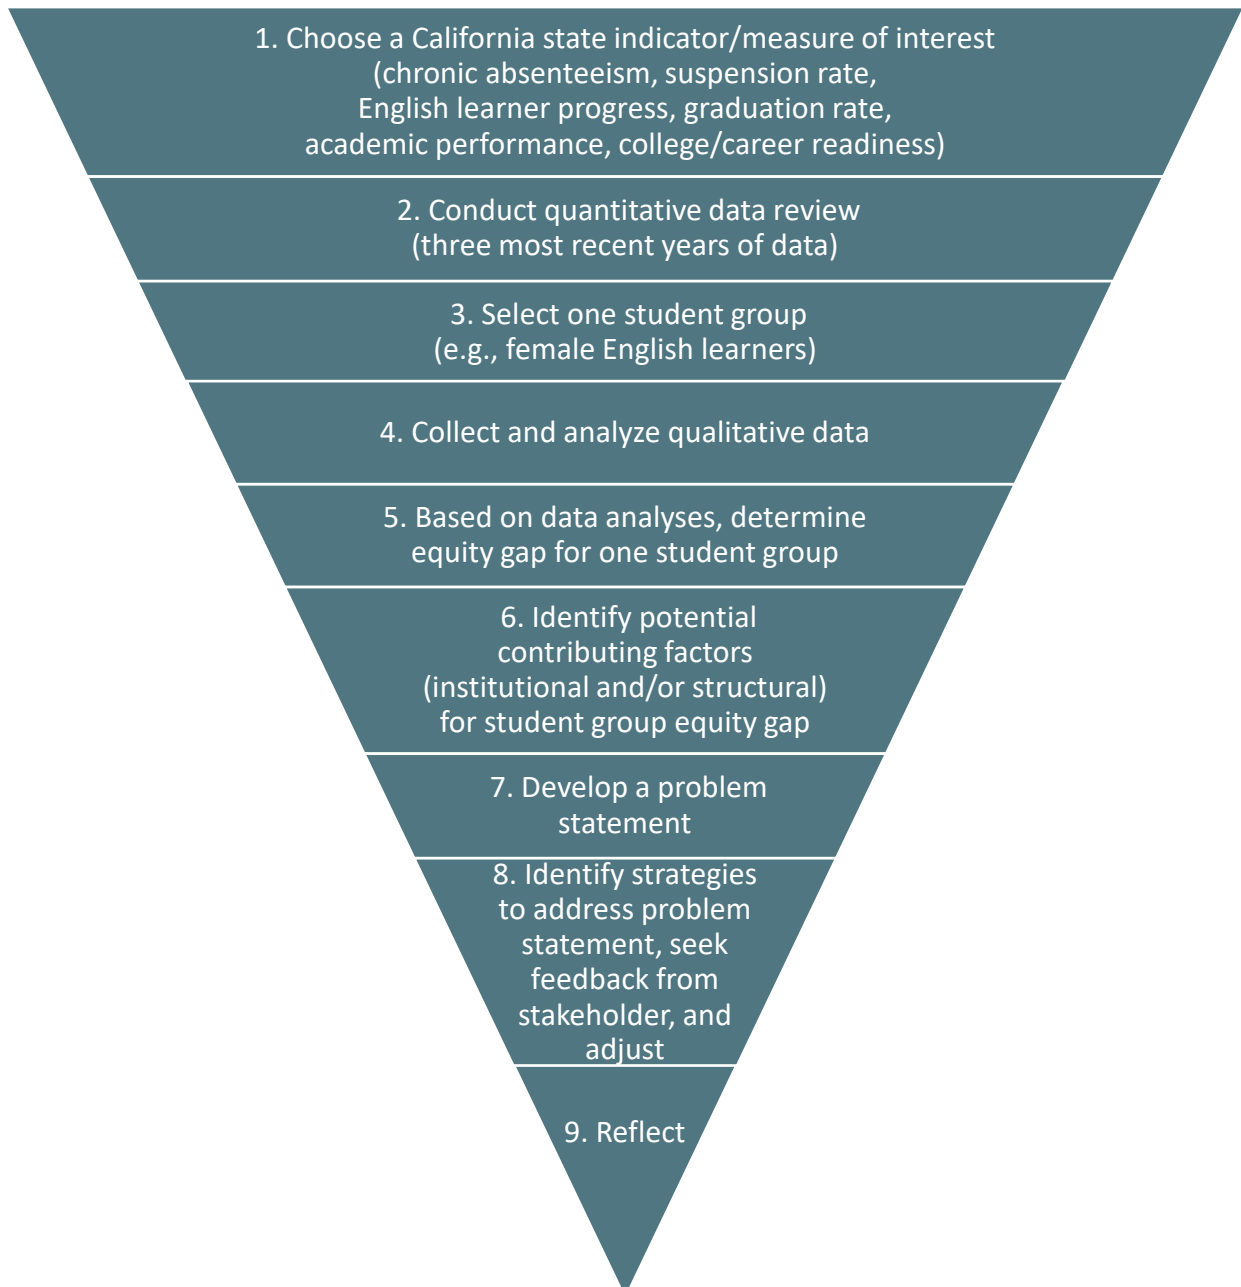 1. Choose a California state indicator/measure of interest
(chronic absenteeism, suspension rate,
English learner progress, graduation rate,
academic performance, college/career readiness)
2. Conduct quantitative data review
(three most recent years of data)
3. Select one student group
(e.g., female English learners)
4. Collect and analyze qualitative data
5. Based on data analyses, determine
equity gap for one student group
6. Identify potential
contributing factors
(institutional and/or structural)
for student group equity gap
7. Develop a problem
statement
8. Identify strategies
to address problem
statement, seek
feedback from
stakeholder, and
adjust
9. Reflect